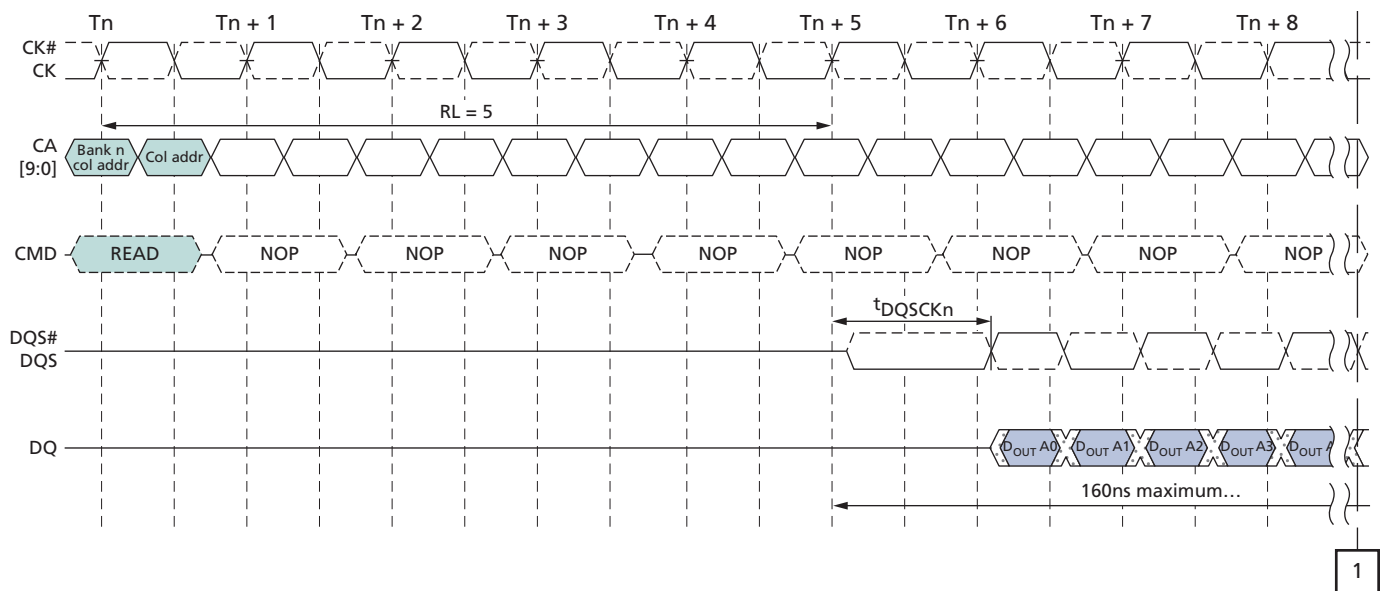 Tn Tn + 1 Tn + 2 Tn + 3 Tn + 4 Tn + 5 Tn + 6 Tn + 7 Tn + 8
CK#
CK
RL = 5
CA
[9:0]
Bank n
col addr
Col addr
CMD READ NOP NOP NOP NOP NOP NOP NOP NOP
tDQSCKn
DQS#
DQS
DQ DOUT A0 DOUT A1 DOUT A2 DOUT A3 DOUT
160ns maximum…
1